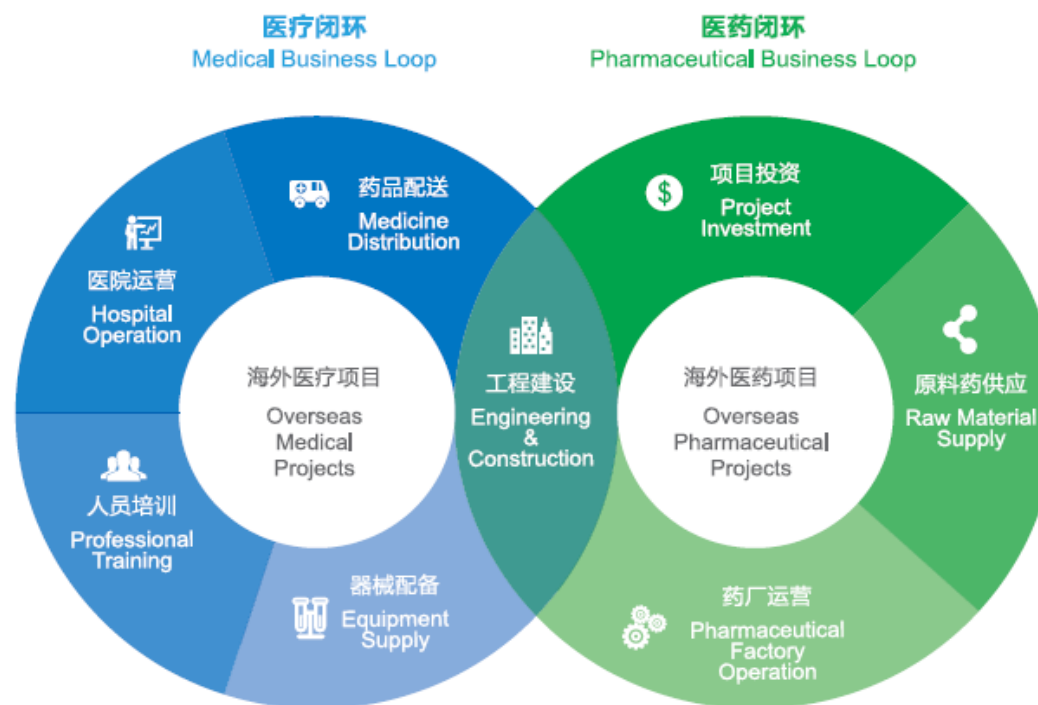 医疗闭环
Medical Business Loop
医药闭环
Pharmaceutical Business Loop
药品配送
Medicine
Distribution
医院运营
Hospital
Operation
人员培训
Professional
Training
器械配备
Equipment
Supply
海外医疗项目
Overseas
Medical
Projects
工程建设
Engineering
&
Construction
项目投资
Project
Investment
原料药供应
Raw Material
Supply
药厂运营
Pharmaceutical
Factory
Operation
海外医药项目
Overseas
Pharmaceutical
Projects